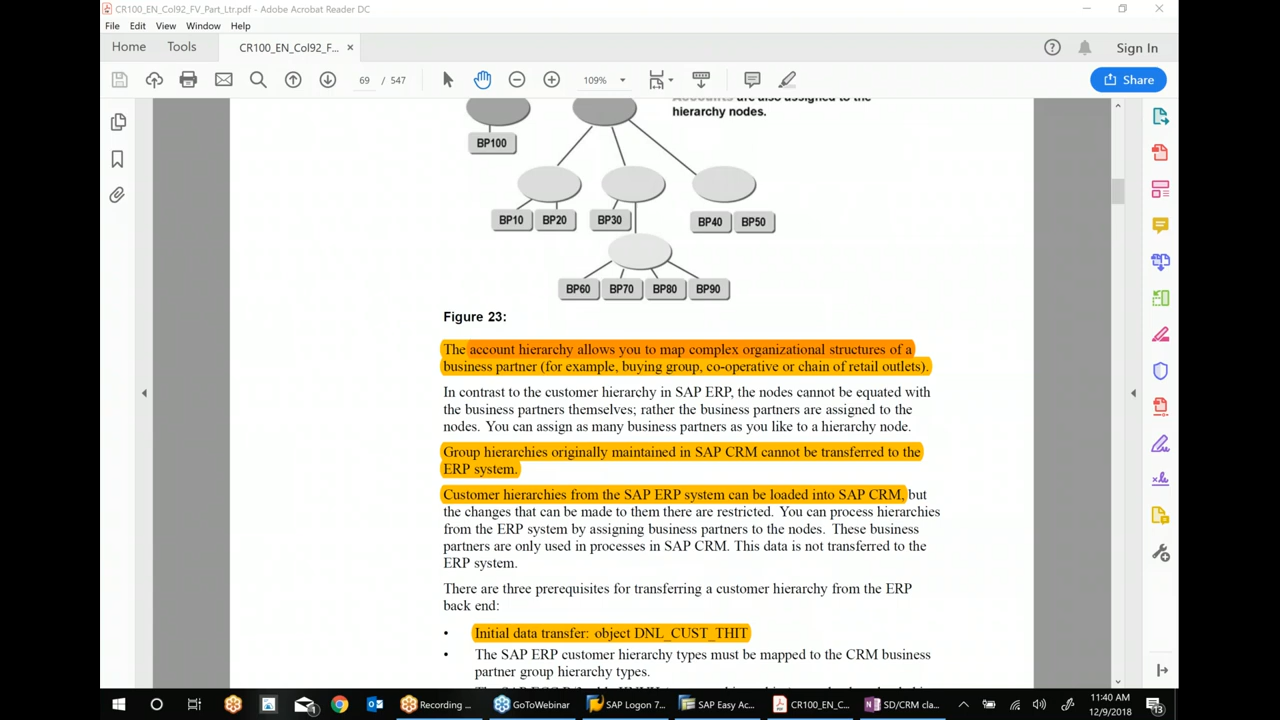 CR100_EN_Col92_FV_Part_Ltr.pdf - Adobe Acrobat Reader DC
File Edit View Window Help
Home Tools CR100_EN_Col92_F... × Sign In
69 / 547 109% Share
Accounts are also assigned to the
hierarchy nodes.
BP100
BP10 BP20 BP30 BP40 BP50
BP60 BP70 BP80 BP90
Figure 23:
The account hierarchy allows you to map complex organizational structures of a
business partner (for example, buying group, co-operative or chain of retail outlets).
In contrast to the customer hierarchy in SAP ERP, the nodes cannot be equated with
the business partners themselves; rather the business partners are assigned to the
nodes. You can assign as many business partners as you like to a hierarchy node.
Group hierarchies originally maintained in SAP CRM cannot be transferred to the
ERP system.
Customer hierarchies from the SAP ERP system can be loaded into SAP CRM, but
the changes that can be made to them there are restricted. You can process hierarchies
from the ERP system by assigning business partners to the nodes. These business
partners are only used in processes in SAP CRM. This data is not transferred to the
ERP system.
There are three prerequisites for transferring a customer hierarchy from the ERP
back end:
• Initial data transfer: object DNL_CUST_THIT
• The SAP ERP customer hierarchy types must be mapped to the CRM business
partner group hierarchy types.
Recording ... GoToWebinar SAP Logon 7... SAP Easy Ac... CR100_EN_C... SD/CRM cla...
11:40 AM
12/9/2018